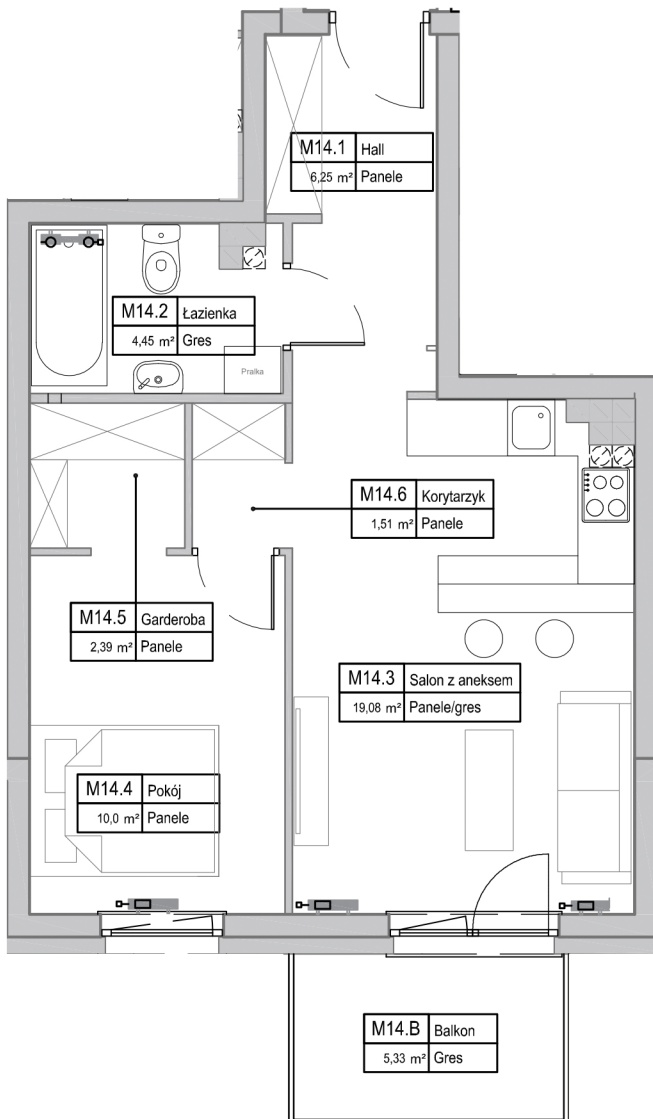 M14.1 Hall
6,25 m² Panele
M14.2 Łazienka
4,45 m² Gres
Pralka
M14.6 Korytarzyk
1,51 m² Panele
M14.5 Garderoba
2,39 m² Panele
M14.3 Salon z aneksem
19,08 m² Panele/gres
M14.4 Pokój
10,0 m² Panele
M14.B Balkon
5,33 m² Gres